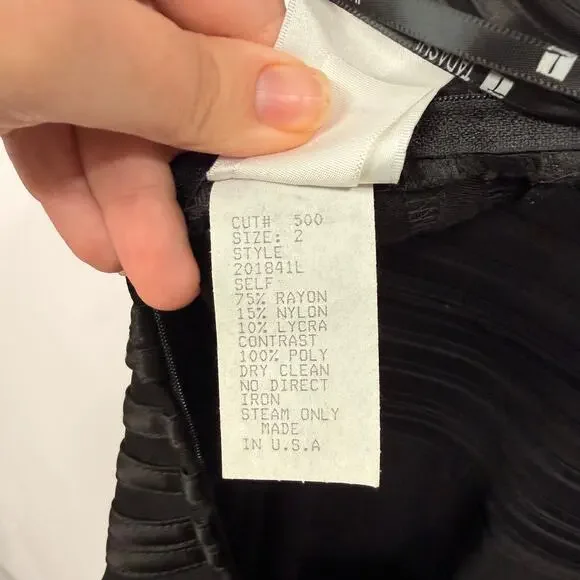 TADASHI
CUT# 500
SIZE: 2
STYLE
201841L
SELF
75% RAYON
15% NYLON
10% LYCRA
CONTRAST
100% POLY
DRY CLEAN
NO DIRECT
IRON
STEAM ONLY
MADE
IN U.S.A